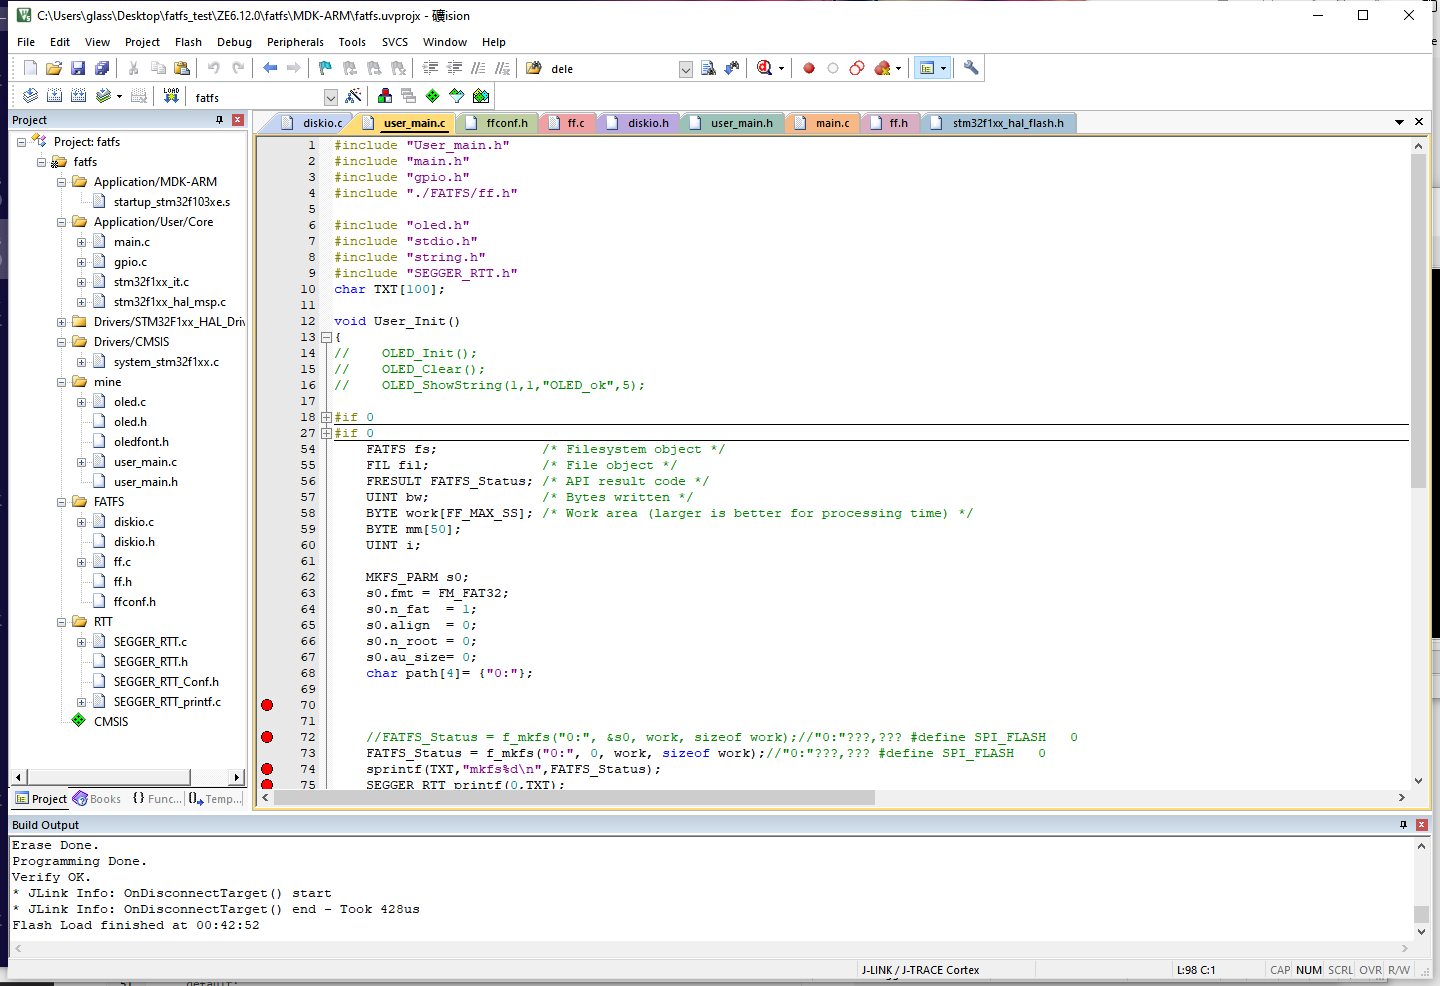 C:\Users\glass\Desktop\fatfs_test\ZE6.12.0\fatfs\MDK-ARM\fatfs.uvprojx - 礦ision
File Edit View Project Flash Debug Peripherals Tools SVCS Window Help
dele
LOAD fatfs
Project
diskio.c user_main.c ffconf.h ff.c diskio.h user_main.h main.c ff.h stm32f1xx_hal_flash.h
Project: fatfs
fatfs
Application/MDK-ARM
startup_stm32f103xe.s
Application/User/Core
main.c
gpio.c
stm32f1xx_it.c
stm32f1xx_hal_msp.c
Drivers/STM32F1xx_HAL_Driv
Drivers/CMSIS
system_stm32f1xx.c
mine
oled.c
oled.h
oledfont.h
user_main.c
user_main.h
FATFS
diskio.c
diskio.h
ff.c
ff.h
ffconf.h
RTT
SEGGER_RTT.c
SEGGER_RTT.h
SEGGER_RTT_Conf.h
SEGGER_RTT_printf.c
CMSIS
Project Books {} Func... Temp...
1 #include "User_main.h"
2 #include "main.h"
3 #include "gpio.h"
4 #include "./FATFS/ff.h"
5
6 #include "oled.h"
7 #include "stdio.h"
8 #include "string.h"
9 #include "SEGGER_RTT.h"
10 char TXT[100];
11
12 void User_Init()
13 {
14 //    OLED_Init();
15 //    OLED_Clear();
16 //    OLED_ShowString(1,1,"OLED_ok",5);
17
18 #if 0
27 #if 0
54     FATFS fs;             /* Filesystem object */
55     FIL fil;              /* File object */
56     FRESULT FATFS_Status; /* API result code */
57     UINT bw;              /* Bytes written */
58     BYTE work[FF_MAX_SS]; /* Work area (larger is better for processing time) */
59     BYTE mm[50];
60     UINT i;
61
62     MKFS_PARM s0;
63     s0.fmt = FM_FAT32;
64     s0.n_fat  = 1;
65     s0.align  = 0;
66     s0.n_root = 0;
67     s0.au_size= 0;
68     char path[4]= {"0:"};
69
70
71
72     //FATFS_Status = f_mkfs("0:", &s0, work, sizeof work);//"0:"???,??? #define SPI_FLASH   0
73     FATFS_Status = f_mkfs("0:", 0, work, sizeof work);//"0:"???,??? #define SPI_FLASH   0
74     sprintf(TXT,"mkfs%d\n",FATFS_Status);
75     SEGGER_RTT_printf(0,TXT);
Build Output
Erase Done.
Programming Done.
Verify OK.
* JLink Info: OnDisconnectTarget() start
* JLink Info: OnDisconnectTarget() end - Took 428us
Flash Load finished at 00:42:52
J-LINK / J-TRACE Cortex L:98 C:1 CAP NUM SCRL OVR R/W